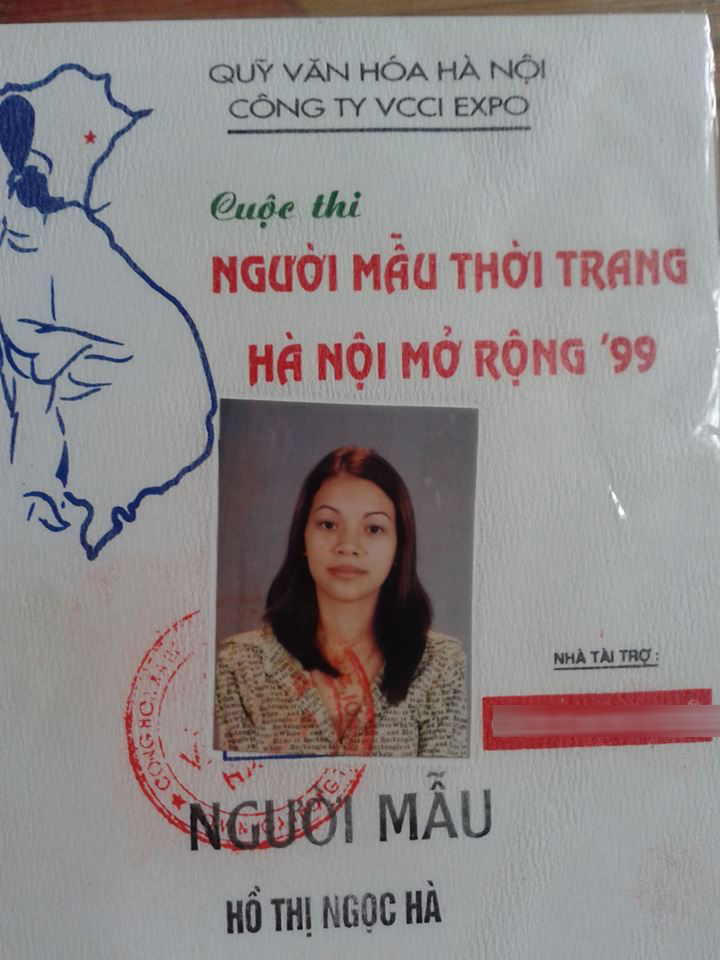 QUỸ VĂN HÓA HÀ NỘI
CÔNG TY VCCI EXPO
Cuộc thi
NGƯỜI MẪU THỜI TRANG
HÀ NỘI MỞ RỘNG '99
NHÀ TÀI TRỢ :
NGƯỜI MẪU
HỒ THỊ NGỌC HÀ